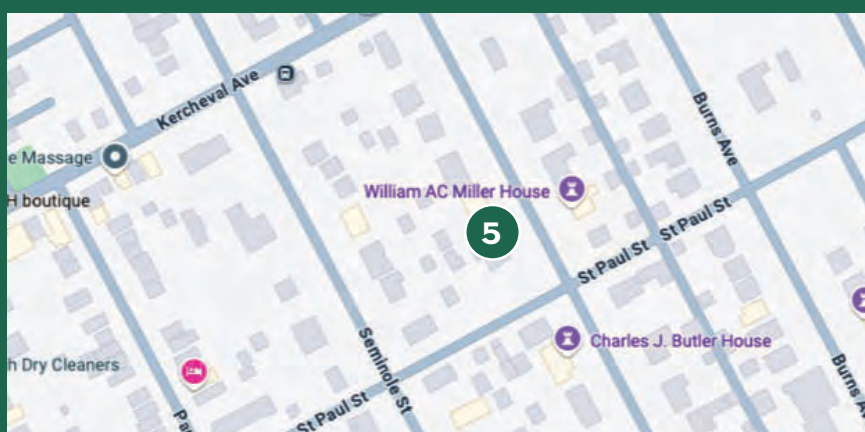 Kercheval Ave
Burns Ave
e Massage
William AC Miller House
H boutique
5
St Paul St
St Paul St
Charles J. Butler House
Seminole St
h Dry Cleaners
Burns A
St Paul St
Pa